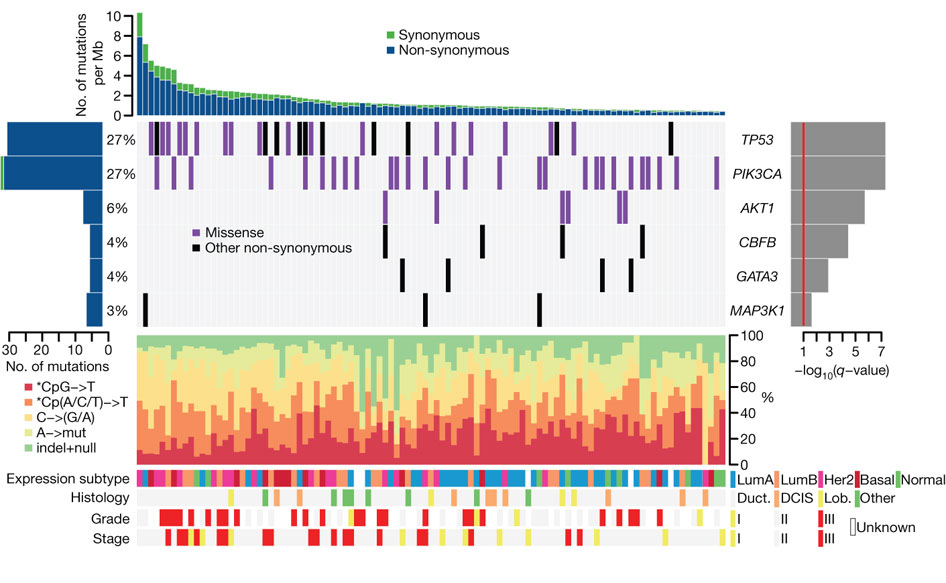 No. of mutations
per Mb
10
8
6
4
2
0
Synonymous
Non-synonymous
27% TP53
27% PIK3CA
6% AKT1
4% CBFB
4% GATA3
3% MAP3K1
Missense
Other non-synonymous
30 20 10 0
No. of mutations
1 3 5 7
−log10(q-value)
100
80
60
40
20
0
%
*CpG->T
*Cp(A/C/T)->T
C->(G/A)
A->mut
indel+null
Expression subtype LumA LumB Her2 Basal Normal
Histology Duct. DCIS Lob. Other
Grade I II III
Unknown
Stage I II III